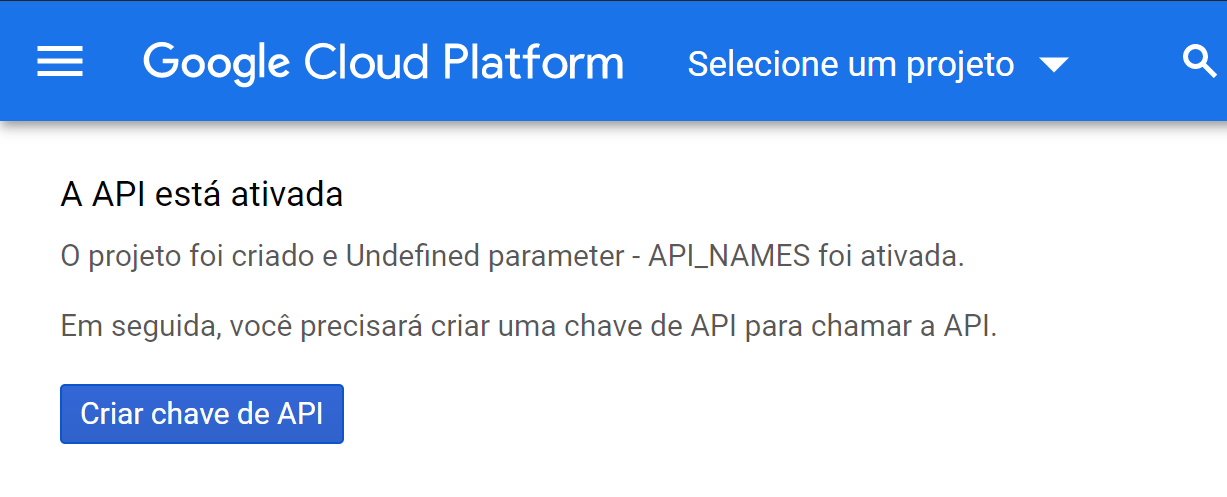 Google Cloud Platform Selecione um projeto
A API está ativada
O projeto foi criado e Undefined parameter - API_NAMES foi ativada.
Em seguida, você precisará criar uma chave de API para chamar a API.
Criar chave de API